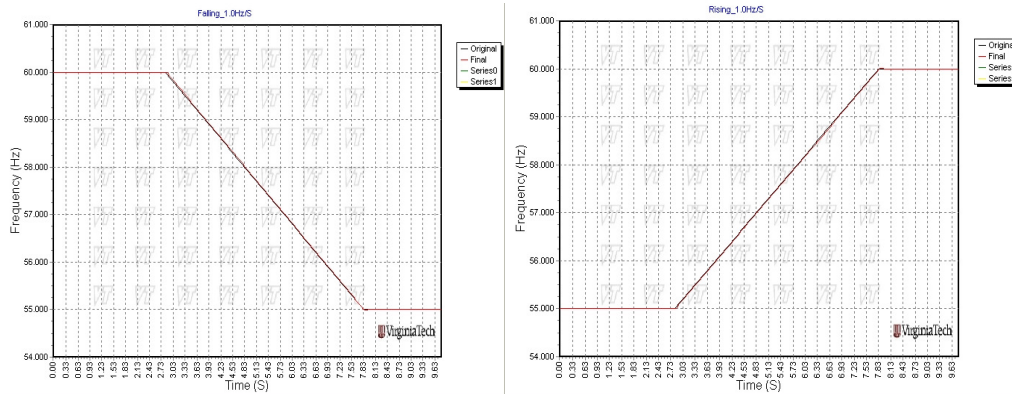 Falling_1.0Hz/S
61.000
60.000
59.000
58.000
57.000
56.000
55.000
54.000
Frequency (Hz)
0.00 0.33 0.63 0.93 1.23 1.53 1.83 2.13 2.43 2.73 3.03 3.33 3.63 3.93 4.23 4.53 4.83 5.13 5.43 5.73 6.03 6.33 6.63 6.93 7.23 7.53 7.83 8.13 8.43 8.73 9.03 9.33 9.63
Time (S)
Original
Final
Series0
Series1
VirginiaTech
Rising_1.0Hz/S
61.000
60.000
59.000
58.000
57.000
56.000
55.000
54.000
Frequency (Hz)
0.00 0.33 0.63 0.93 1.23 1.53 1.83 2.13 2.43 2.73 3.03 3.33 3.63 3.93 4.23 4.53 4.83 5.13 5.43 5.73 6.03 6.33 6.63 6.93 7.23 7.53 7.83 8.13 8.43 8.73 9.03 9.33 9.63
Time (S)
Origina
Final
Series
Series
VirginiaTech